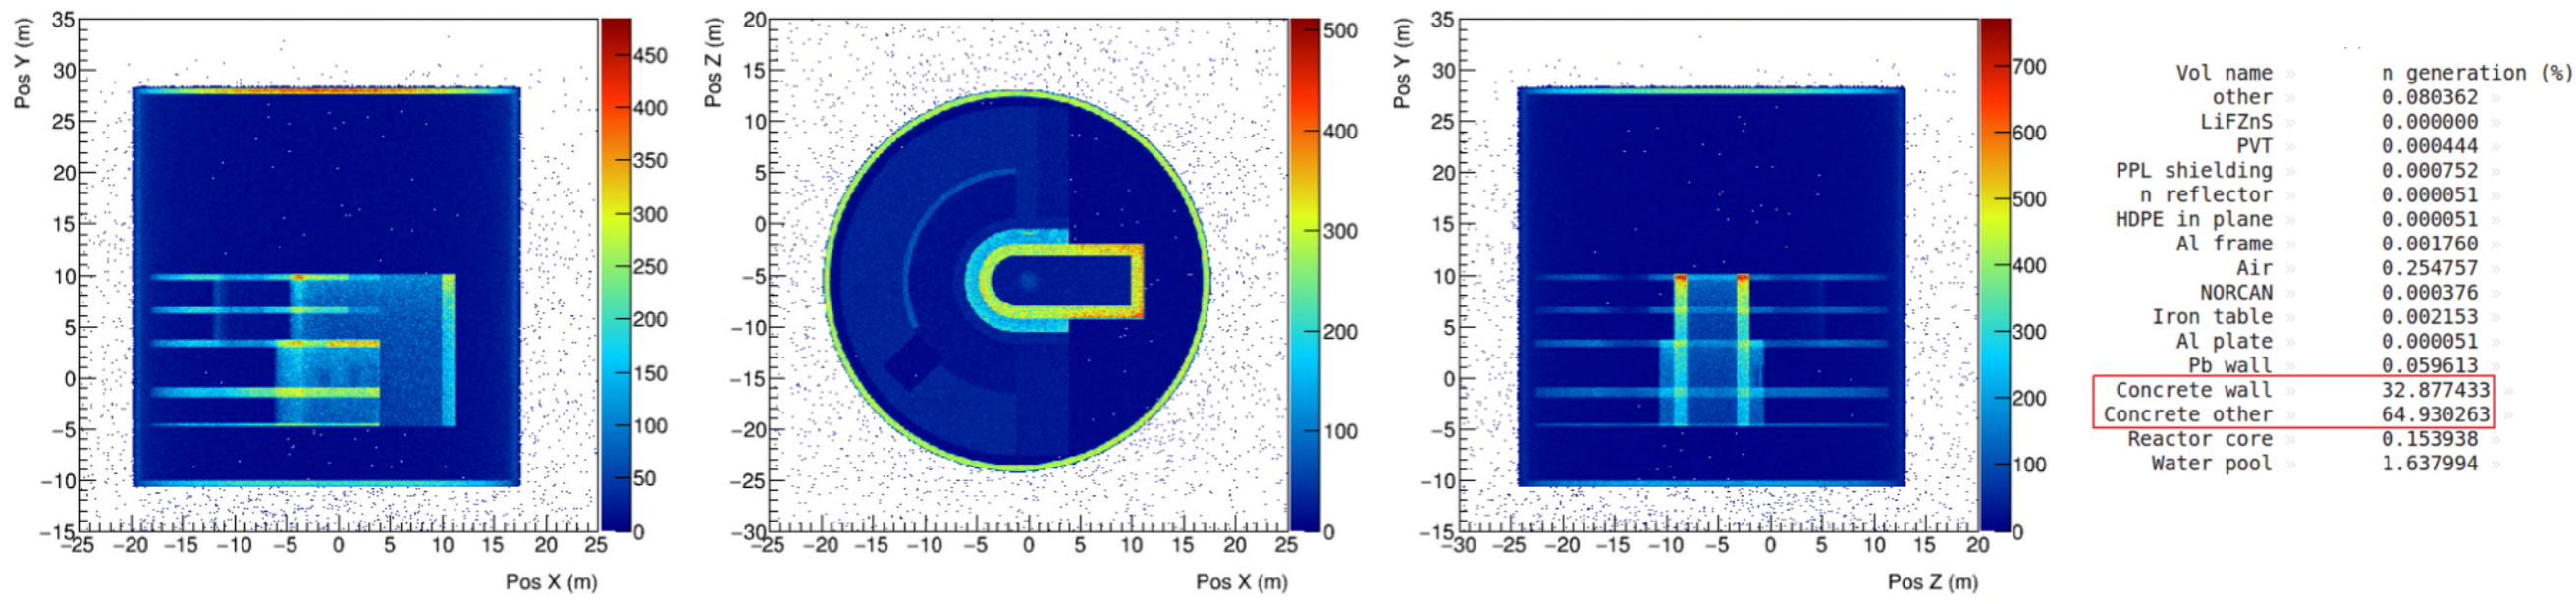 Pos Y (m)
35
30
25
20
15
10
5
0
−5
−10
−15
−25 −20 −15 −10 −5 0 5 10 15 20 25
Pos X (m)
450
400
350
300
250
200
150
100
50
0
Pos Z (m)
20
15
10
5
0
−5
−10
−15
−20
−25
−30
−25 −20 −15 −10 −5 0 5 10 15 20 25
Pos X (m)
500
400
300
200
100
0
Pos Y (m)
35
30
25
20
15
10
5
0
−5
−10
−15
−30 −25 −20 −15 −10 −5 0 5 10 15 20
Pos Z (m)
700
600
500
400
300
200
100
0
Vol name » n generation (%)
other » 0.080362 »
LiFZnS » 0.000000 »
PVT » 0.000444 »
PPL shielding » 0.000752 »
n reflector » 0.000051 »
HDPE in plane » 0.000051 »
Al frame » 0.001760 »
Air » 0.254757 »
NORCAN » 0.000376 »
Iron table » 0.002153 »
Al plate » 0.000051 »
Pb wall » 0.059613 »
Concrete wall » 32.877433 »
Concrete other » 64.930263 »
Reactor core » 0.153938 »
Water pool » 1.637994 »